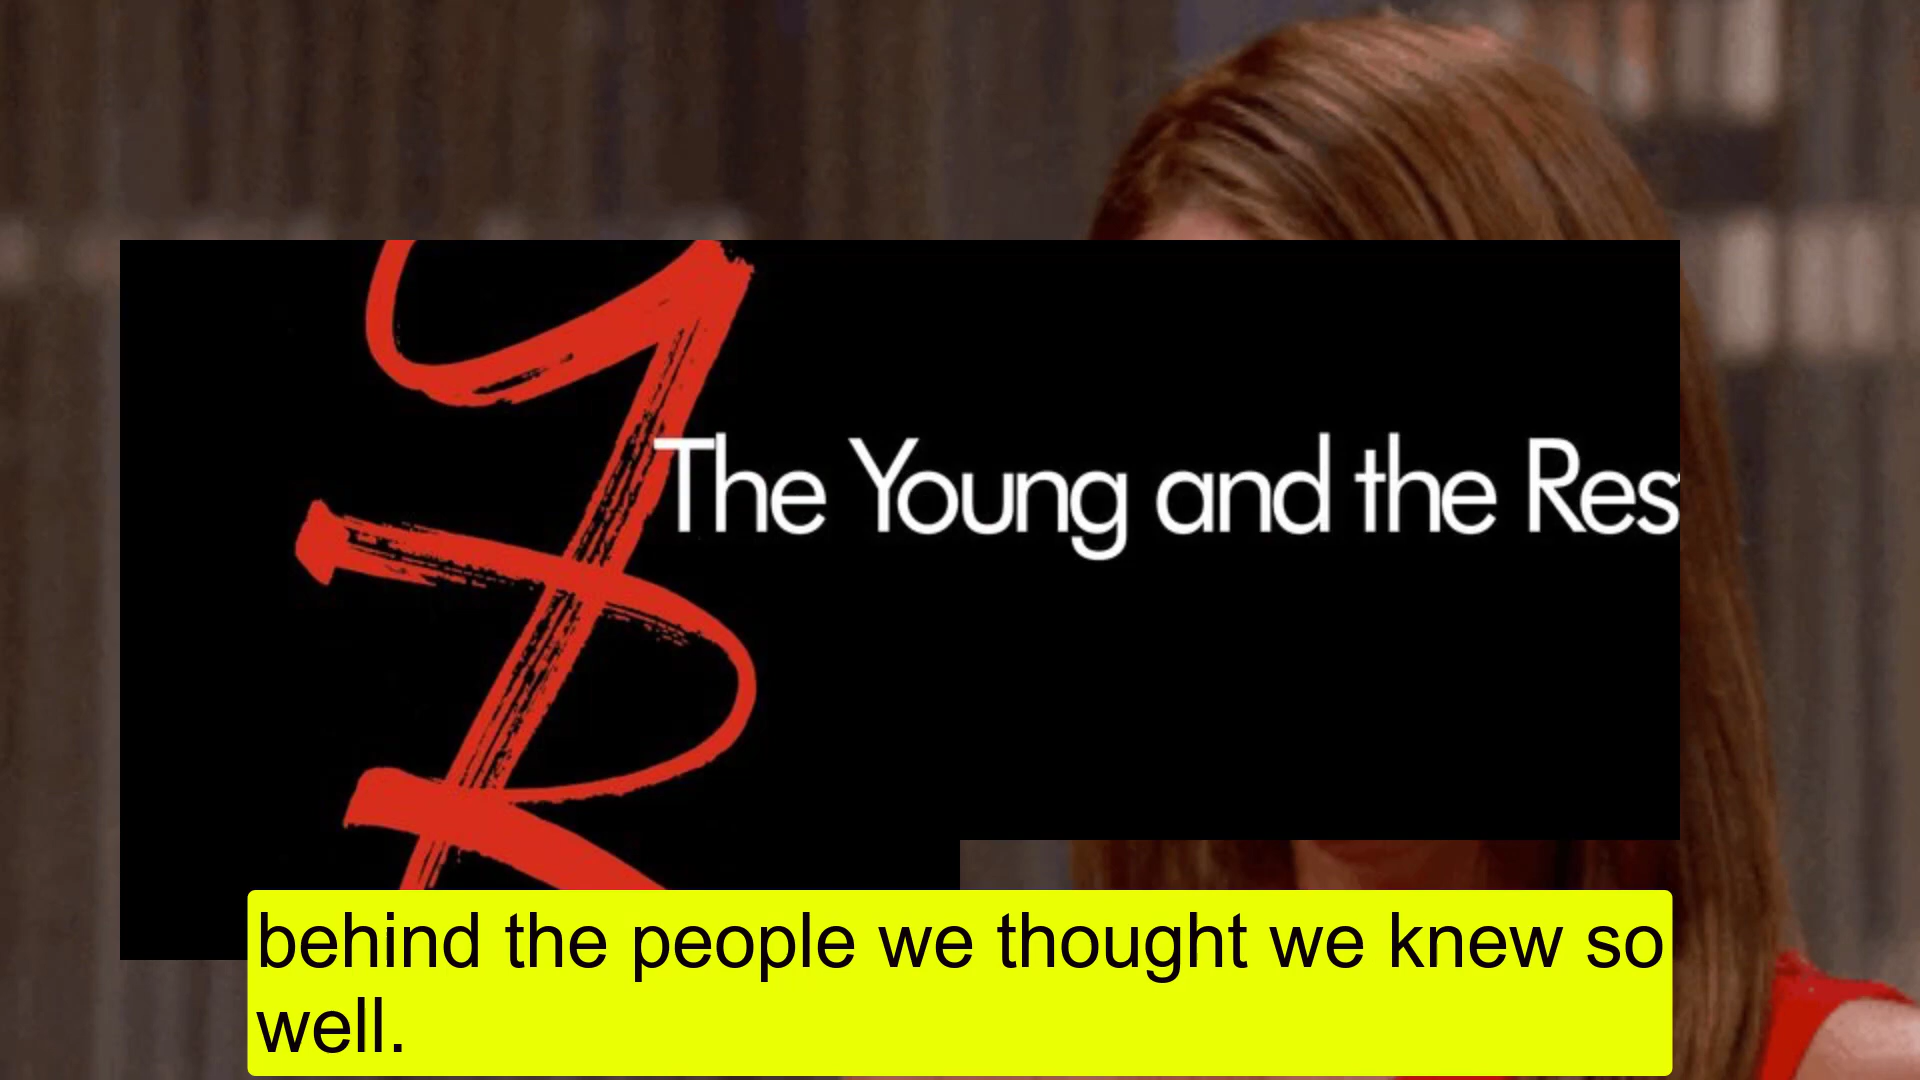 The Young and the Res
behind the people we thought we knew so
well.